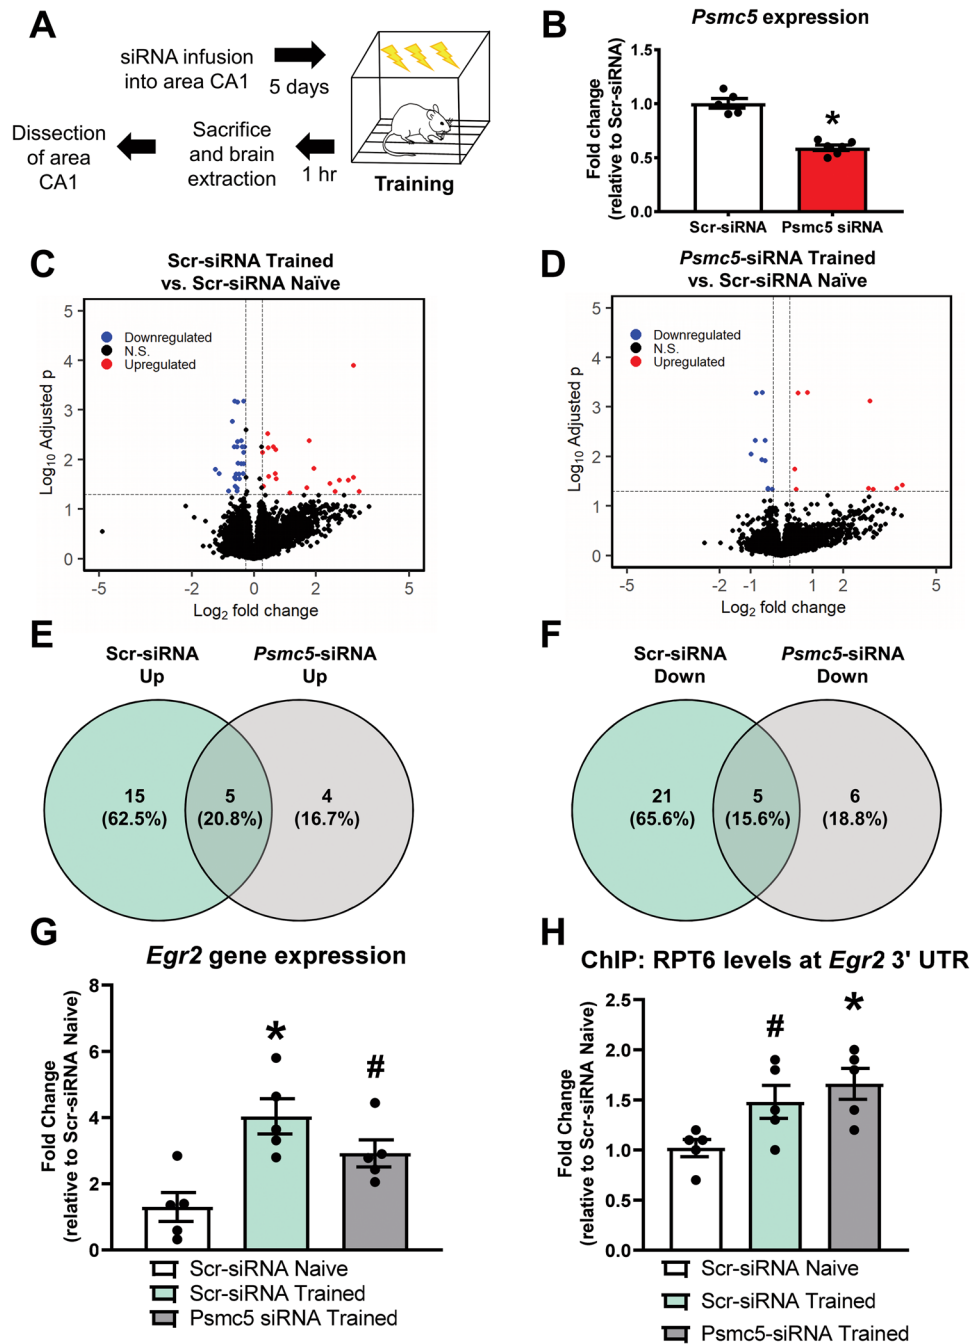 A
siRNA infusion
into area CA1
5 days
Dissection
of area
CA1
Sacrifice
and brain
extraction
1 hr
Training
B
Psmc5 expression
Fold change
(relative to Scr-siRNA)
1.5
1.0
0.5
0.0
*
Scr-siRNA
Psmc5 siRNA
C
Scr-siRNA Trained
vs. Scr-siRNA Naïve
Log10 Adjusted p
5
4
3
2
1
0
Downregulated
N.S.
Upregulated
-5
-2
0
2
5
Log2 fold change
D
Psmc5-siRNA Trained
vs. Scr-siRNA Naïve
Log10 Adjusted p
5
4
3
2
1
0
Downregulated
N.S.
Upregulated
-5
-2
-1
1
2
5
Log2 fold change
E
Scr-siRNA
Up
Psmc5-siRNA
Up
15
(62.5%)
5
(20.8%)
4
(16.7%)
F
Scr-siRNA
Down
Psmc5-siRNA
Down
21
(65.6%)
5
(15.6%)
6
(18.8%)
G
Egr2 gene expression
Fold Change
(relative to Scr-siRNA Naive)
8
6
4
2
0
*
#
Scr-siRNA Naive
Scr-siRNA Trained
Psmc5 siRNA Trained
H
ChIP: RPT6 levels at Egr2 3' UTR
Fold Change
(relative to Scr-siRNA Naive)
2.5
2.0
1.5
1.0
0.5
0.0
#
*
Scr-siRNA Naive
Scr-siRNA Trained
Psmc5-siRNA Trained